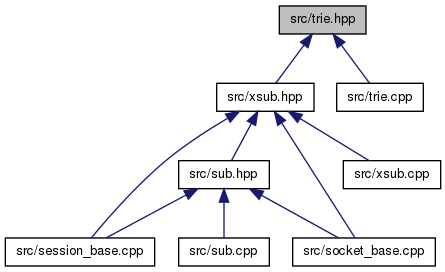 src/trie.hpp
src/xsub.hpp
src/trie.cpp
src/sub.hpp
src/xsub.cpp
src/session_base.cpp
src/sub.cpp
src/socket_base.cpp